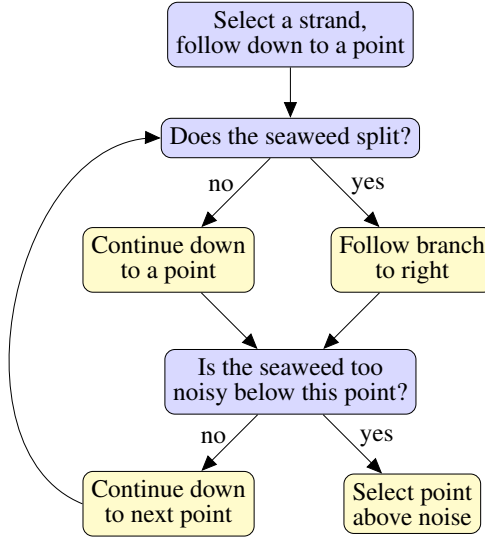 Select a strand,
follow down to a point
Does the seaweed split?
no
yes
Continue down
to a point
Follow branch
to right
Is the seaweed too
noisy below this point?
no
yes
Continue down
to next point
Select point
above noise